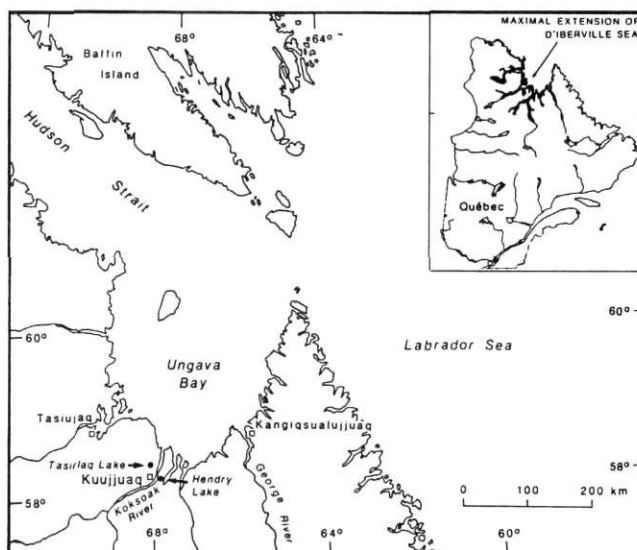 68°
64°
Baffin
Island
Hudson
Strait
MAXIMAL EXTENSION OF
D'IBERVILLE SEA
Québec
60°
60°
Ungava
Bay
Labrador Sea
Tasiujaq
Kangiqsualujjuaq
Tasirlaq Lake
Kuujjuaq
Hendry
Lake
Koksoak
River
George River
58°
58°
0 100 200 km
68°
64°
60°